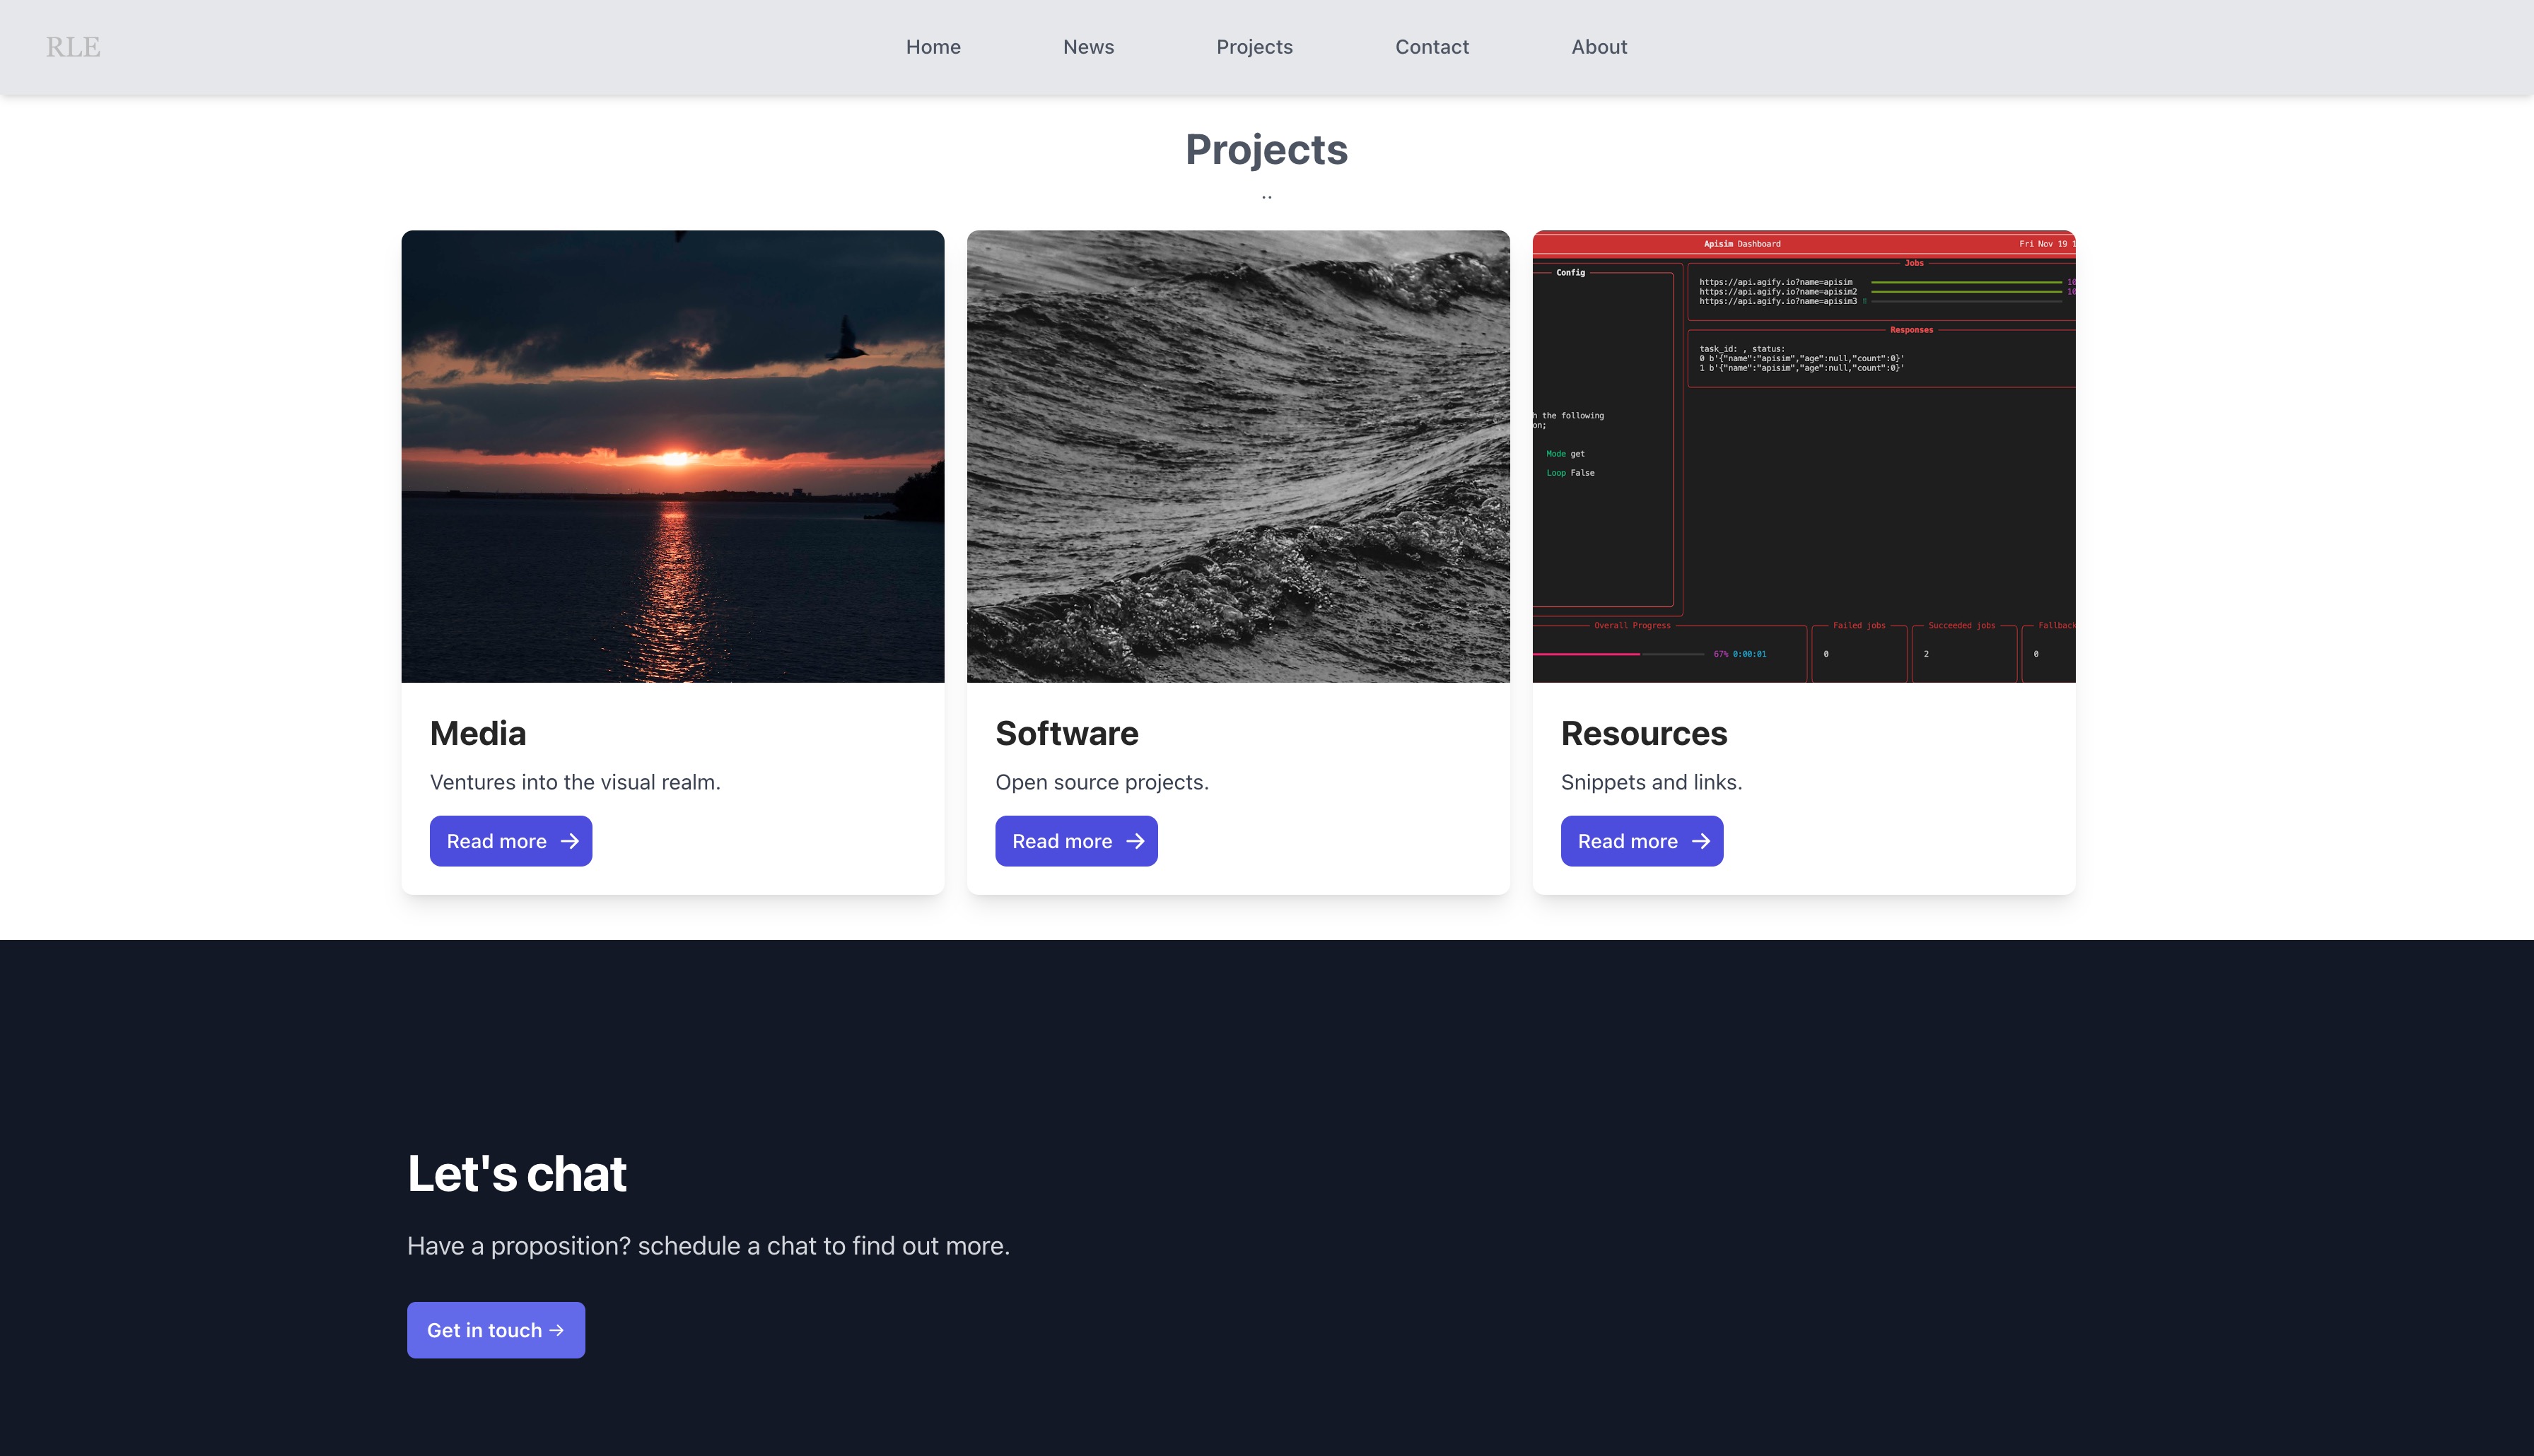 RLE
Home News Projects Contact About
Projects
..
Apisim Dashboard
Fri Nov 19 1
Config
h the following
on;
Mode get
Loop False
Jobs
https://api.agify.io?name=apisim 10
https://api.agify.io?name=apisim2 10
https://api.agify.io?name=apisim3
Responses
task_id: , status:
0 b'{"name":"apisim","age":null,"count":0}'
1 b'{"name":"apisim","age":null,"count":0}'
Overall Progress
67% 0:00:01
Failed jobs
0
Succeeded jobs
2
Fallback
0
Media
Ventures into the visual realm.
Read more →
Software
Open source projects.
Read more →
Resources
Snippets and links.
Read more →
Let's chat
Have a proposition? schedule a chat to find out more.
Get in touch →